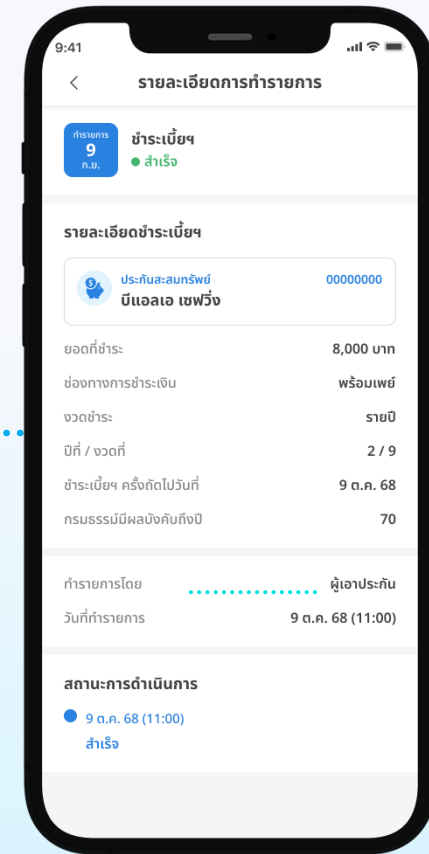 9:41
รายละเอียดการทำรายการ
ทำรายการ
9
ก.ย.
ชำระเบี้ยฯ
สำเร็จ
รายละเอียดชำระเบี้ยฯ
ประกันสะสมทรัพย์ 00000000
บีแอลเอ เซฟวิ่ง
ยอดที่ชำระ 8,000 บาท
ช่องทางการชำระเงิน พร้อมเพย์
งวดชำระ รายปี
ปีที่ / งวดที่ 2 / 9
ชำระเบี้ยฯ ครั้งถัดไปวันที่ 9 ต.ค. 68
กรมธรรม์มีผลบังคับถึงปี 70
ทำรายการโดย ผู้เอาประกัน
วันที่ทำรายการ 9 ต.ค. 68 (11:00)
สถานะการดำเนินการ
9 ต.ค. 68 (11:00)
สำเร็จ